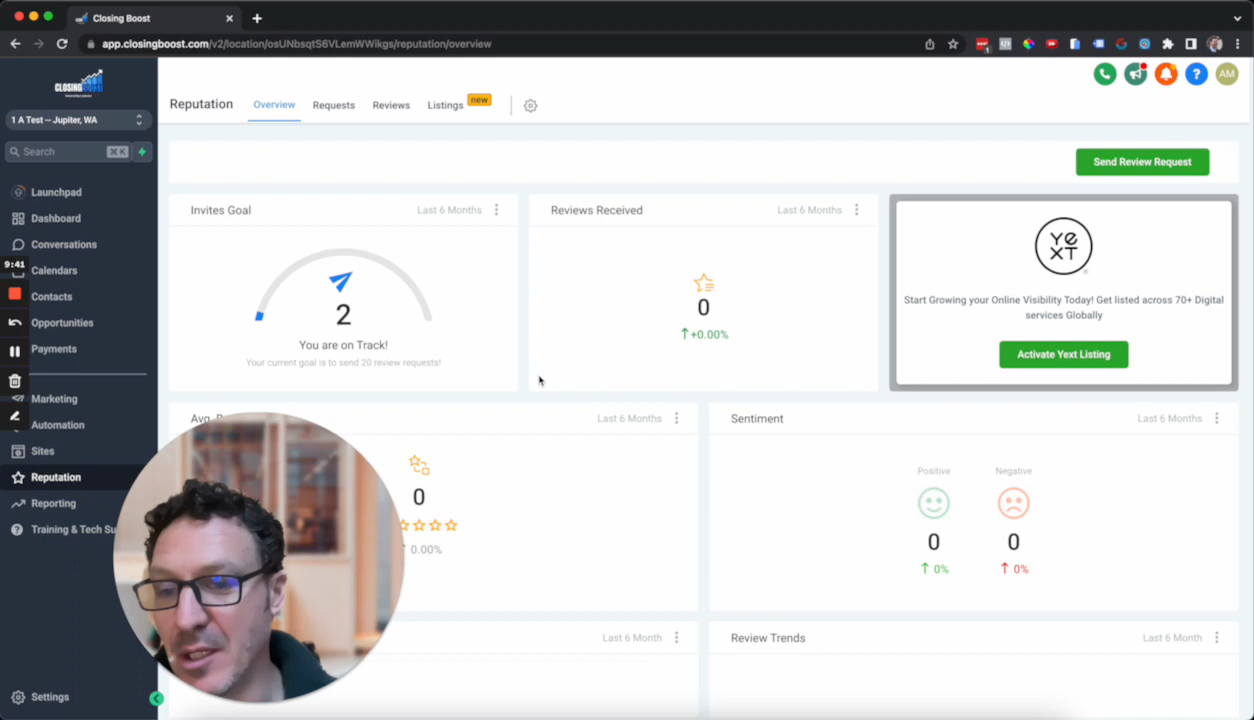 Closing Boost
app.closingboost.com/v2/location/osUNbsqtS6VLemWWikgs/reputation/overview
CLOSING BOOST
1 A Test -- Jupiter, WA
Search
⌘ K
Launchpad
Dashboard
Conversations
9:41
Calendars
Contacts
Opportunities
Payments
Marketing
Automation
Sites
Reputation
Reporting
Training & Tech Su
Settings
Reputation
Overview
Requests
Reviews
Listings
new
AM
Send Review Request
Invites Goal
Last 6 Months
2
You are on Track!
Your current goal is to send 20 review requests!
Reviews Received
Last 6 Months
0
+0.00%
YEXT
Start Growing your Online Visibility Today! Get listed across 70+ Digital
services Globally
Activate Yext Listing
Avg.
Last 6 Months
0
0.00%
Sentiment
Last 6 Months
Positive
Negative
0
0
0%
0%
Last 6 Month
Review Trends
Last 6 Month